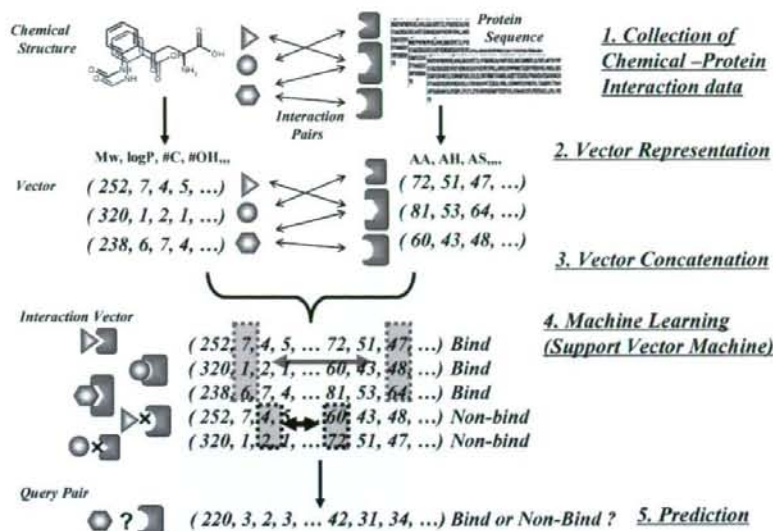 Chemical
Structure
OH
O
NH₂
Protein
Sequence
1. Collection of
Chemical –Protein
Interaction data
Interaction
Pairs
Mw, logP, #C, #OH,,,
AA, AH, AS,,,,
2. Vector Representation
Vector
( 252, 7, 4, 5, …)
( 72, 51, 47, …)
( 320, 1, 2, 1, …)
( 81, 53, 64, …)
( 238, 6, 7, 4, …)
( 60, 43, 48, …)
3. Vector Concatenation
Interaction Vector
4. Machine Learning
(Support Vector Machine)
( 252, 7, 4, 5, … 72, 51, 47, …) Bind
( 320, 1, 2, 1, … 60, 43, 48, …) Bind
( 238, 6, 7, 4, … 81, 53, 64, …) Bind
( 252, 7, 4, 5, … 60, 43, 48, …) Non-bind
( 320, 1, 2, 1, … 72, 51, 47, …) Non-bind
Query Pair
?
(220, 3, 2, 3, … 42, 31, 34, …) Bind or Non-Bind ?
5. Prediction